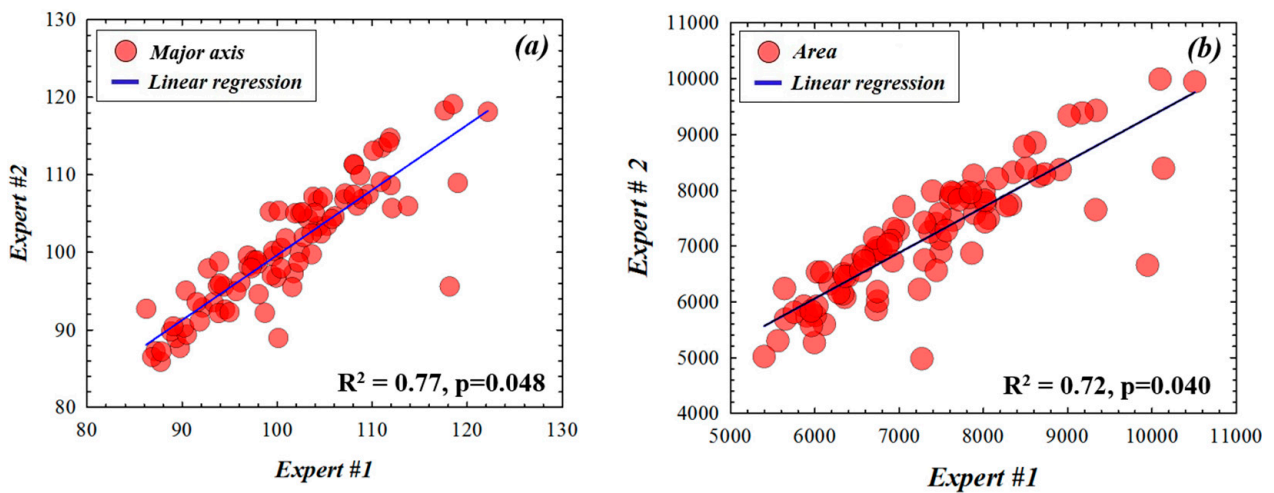 130
120
110
100
90
80
80
90
100
110
120
130
Expert #2
Expert #1
Major axis
Linear regression
(a)
R² = 0.77, p=0.048
11000
10000
9000
8000
7000
6000
5000
4000
5000
6000
7000
8000
9000
10000
11000
Expert # 2
Expert #1
Area
Linear regression
(b)
R² = 0.72, p=0.040